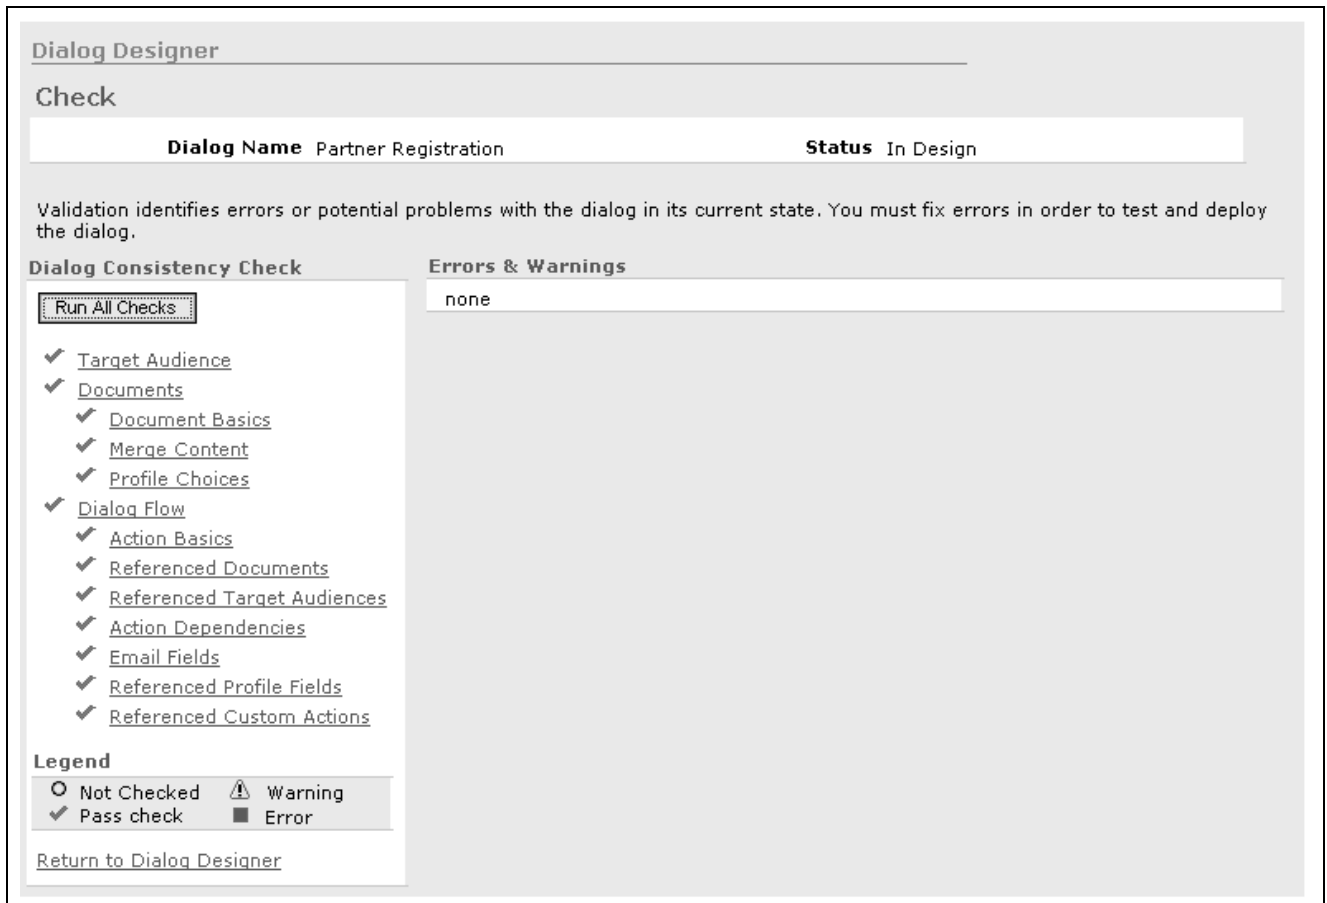 Dialog Designer
Check
Dialog Name Partner Registration Status In Design
Validation identifies errors or potential problems with the dialog in its current state. You must fix errors in order to test and deploy
the dialog.
Dialog Consistency Check
Run All Checks
Target Audience
Documents
Document Basics
Merge Content
Profile Choices
Dialog Flow
Action Basics
Referenced Documents
Referenced Target Audiences
Action Dependencies
Email Fields
Referenced Profile Fields
Referenced Custom Actions
Legend
Not Checked Warning
Pass check Error
Return to Dialog Designer
Errors & Warnings
none